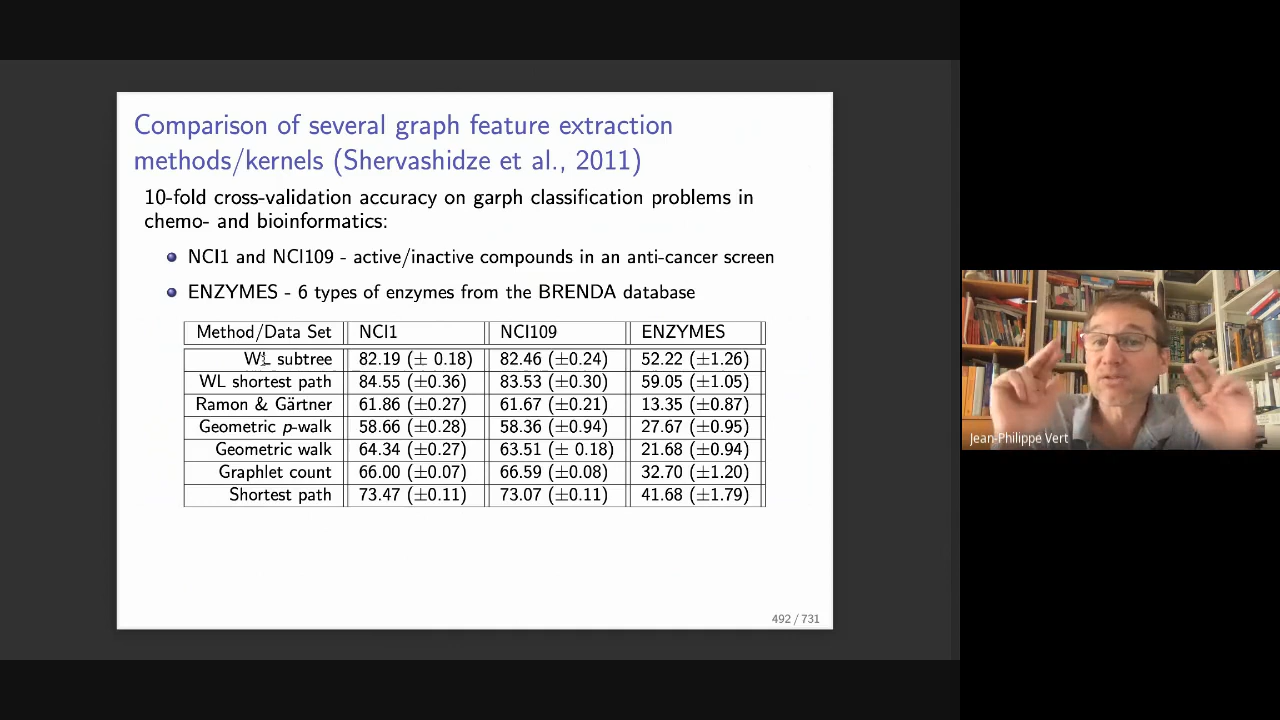 Comparison of several graph feature extraction
methods/kernels (Shervashidze et al., 2011)
10-fold cross-validation accuracy on garph classification problems in
chemo- and bioinformatics:
NCI1 and NCI109 - active/inactive compounds in an anti-cancer screen
ENZYMES - 6 types of enzymes from the BRENDA database
Method/Data Set NCI1 NCI109 ENZYMES
WL subtree 82.19 (± 0.18) 82.46 (±0.24) 52.22 (±1.26)
WL shortest path 84.55 (±0.36) 83.53 (±0.30) 59.05 (±1.05)
Ramon & Gärtner 61.86 (±0.27) 61.67 (±0.21) 13.35 (±0.87)
Geometric p-walk 58.66 (±0.28) 58.36 (±0.94) 27.67 (±0.95)
Geometric walk 64.34 (±0.27) 63.51 (± 0.18) 21.68 (±0.94)
Graphlet count 66.00 (±0.07) 66.59 (±0.08) 32.70 (±1.20)
Shortest path 73.47 (±0.11) 73.07 (±0.11) 41.68 (±1.79)
492 / 731
Jean-Philippe Vert